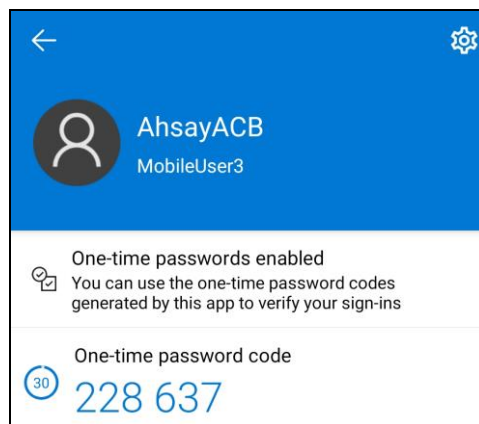 AhsayACB
MobileUser3
One-time passwords enabled
You can use the one-time password codes
generated by this app to verify your sign-ins
One-time password code
30
228 637